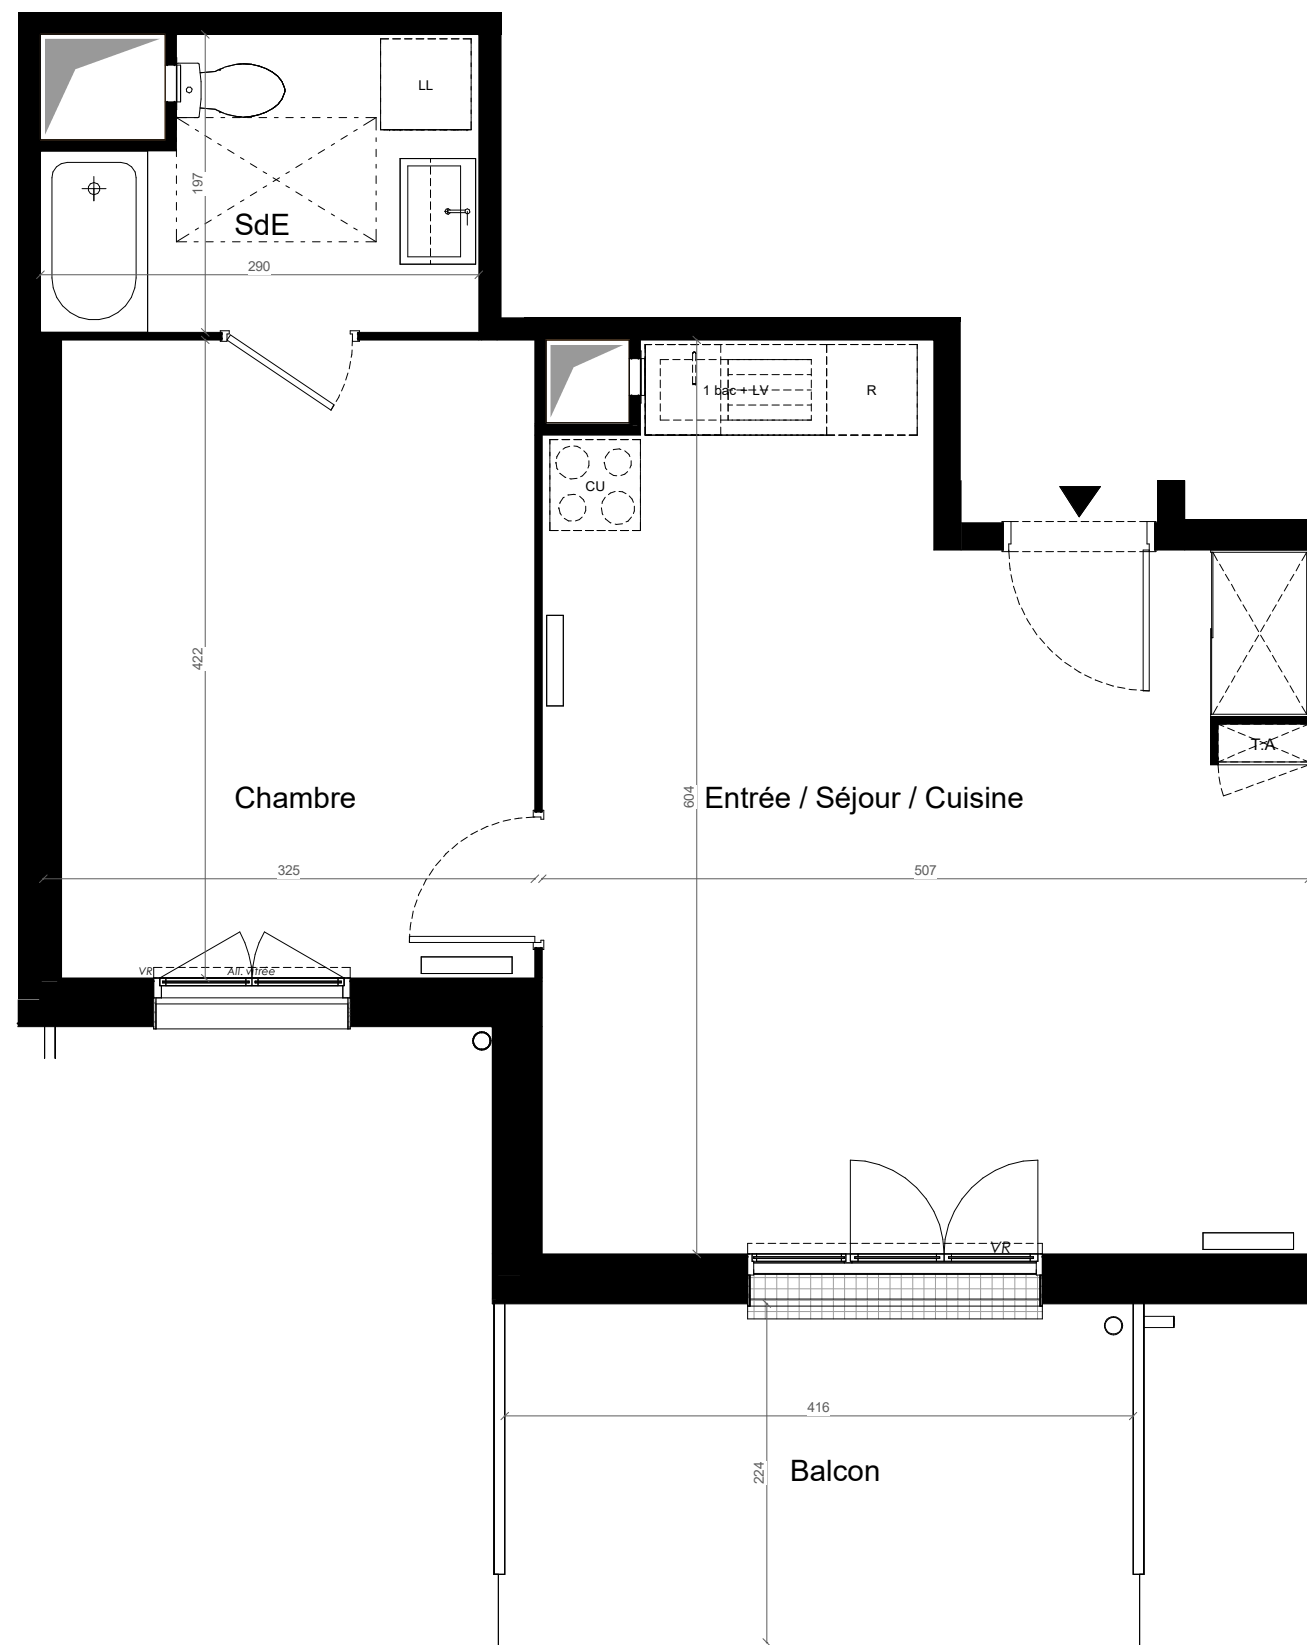 LL
197
SdE
290
1 bac + LV
R
CU
422
T.A
Chambre
604
Entrée / Séjour / Cuisine
325
507
VR
All. vitrée
VR
416
224
Balcon